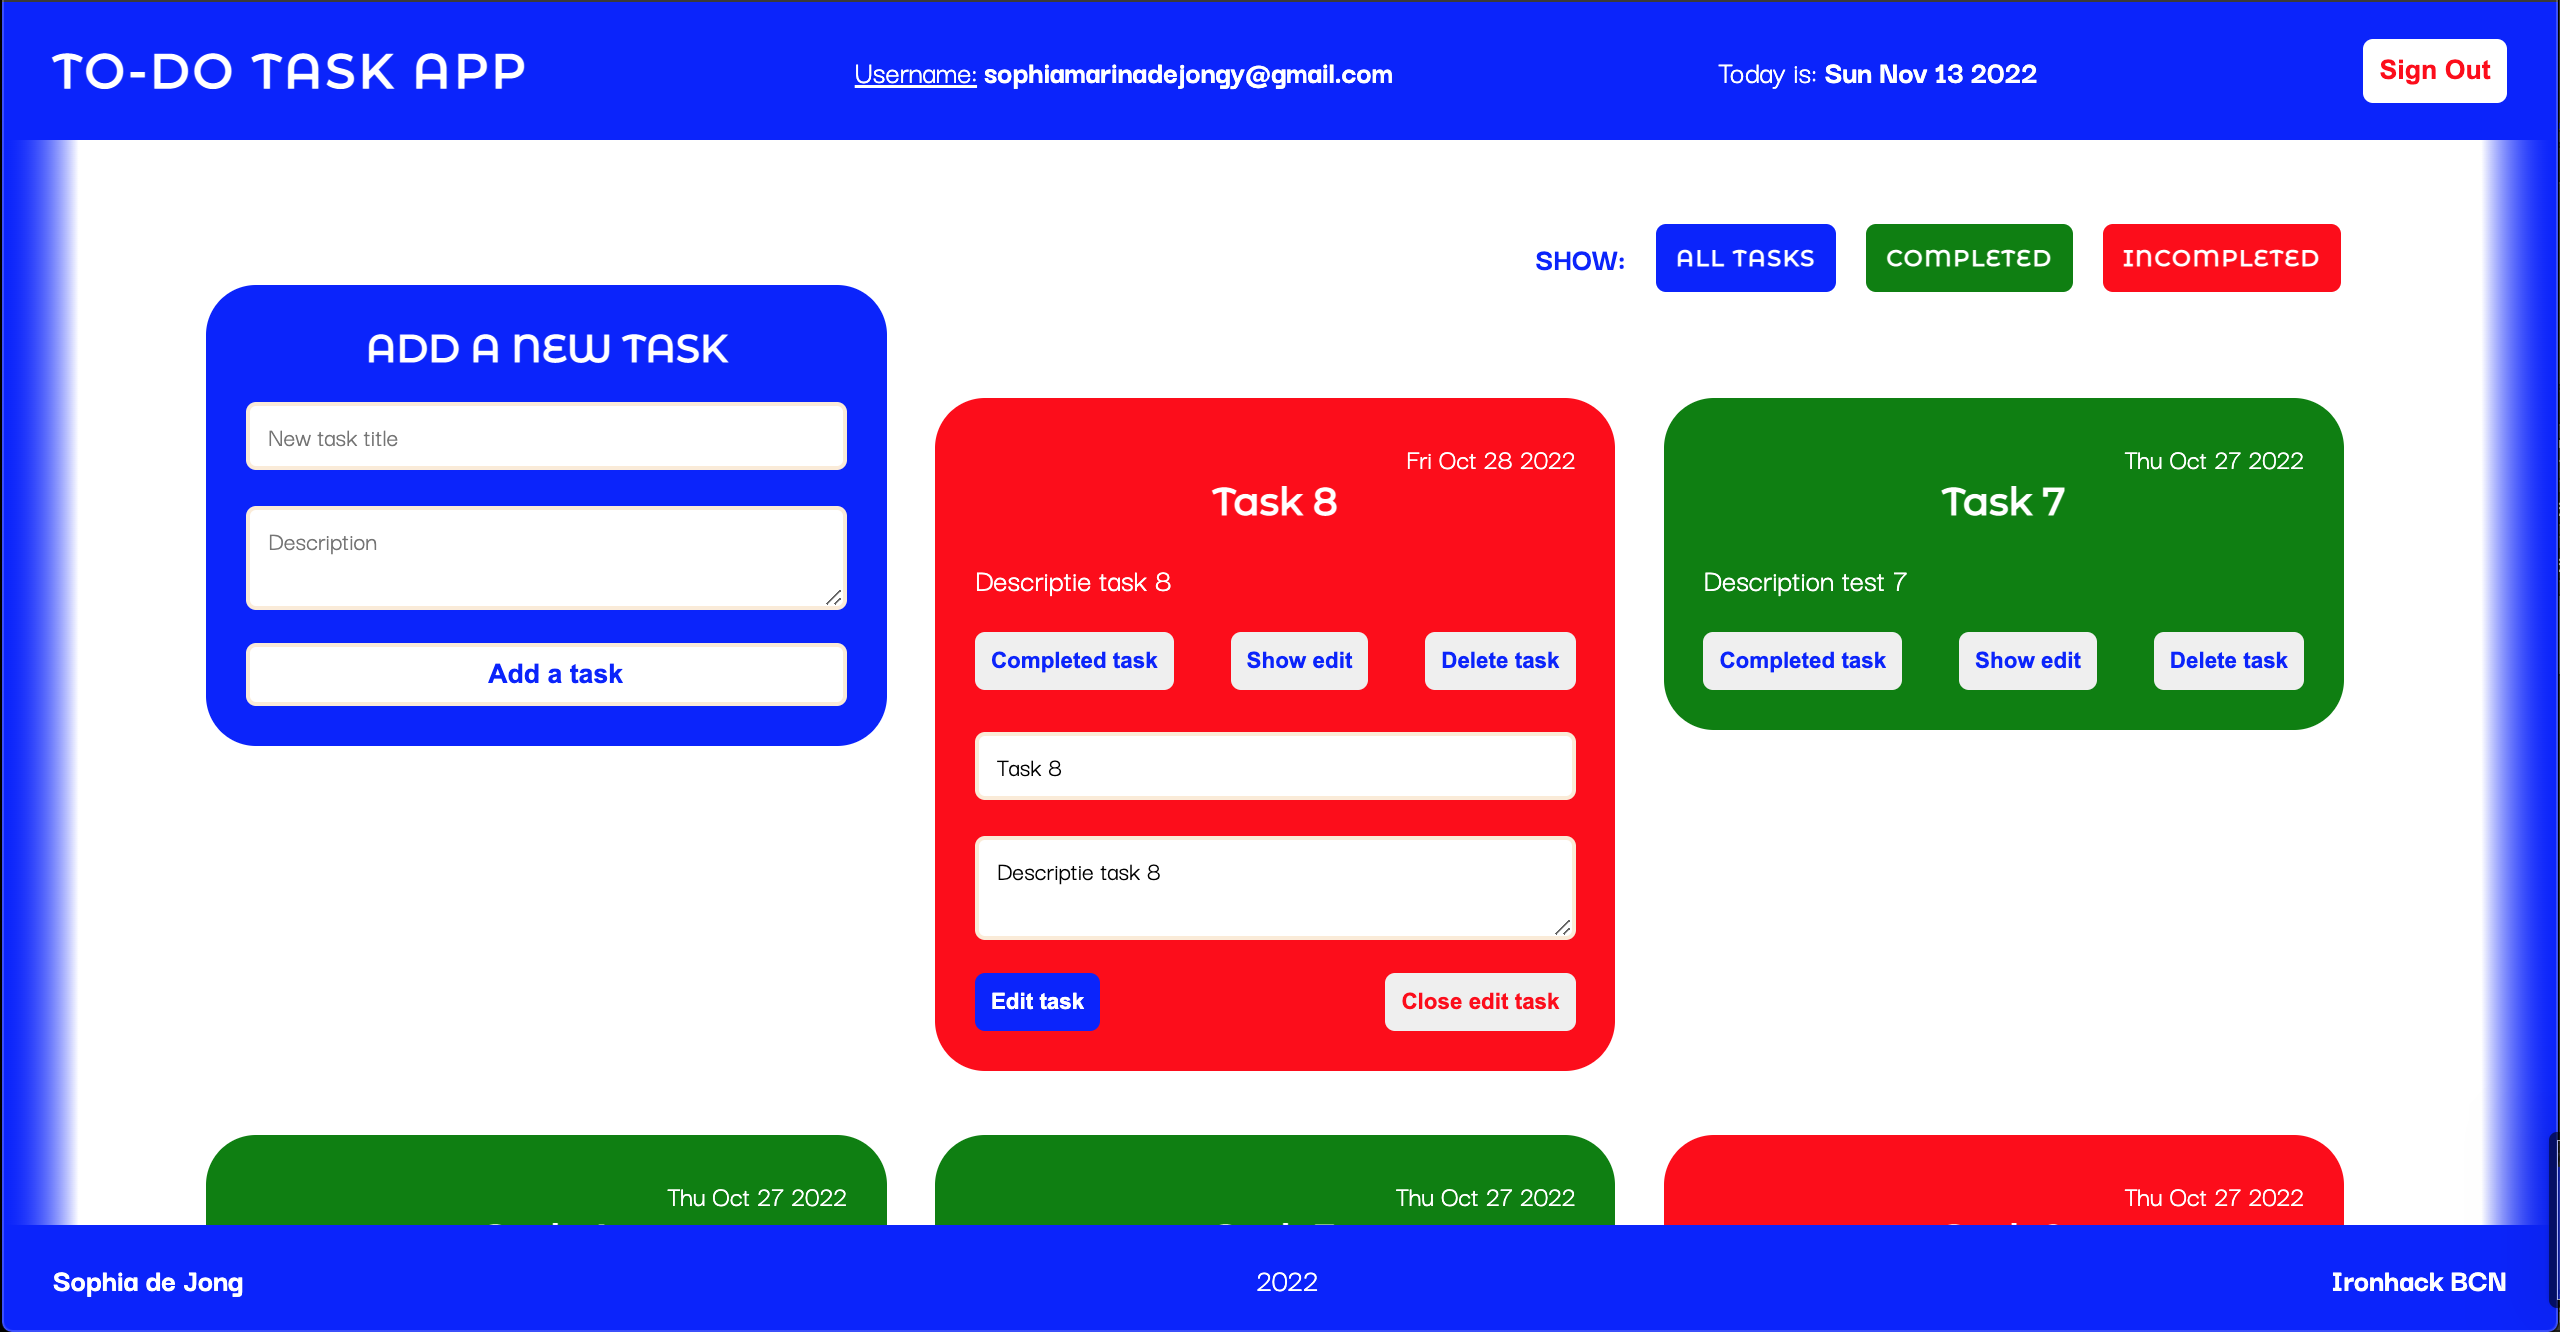 TO-DO TASK APP
Username: sophiamarinadejongy@gmail.com
Today is: Sun Nov 13 2022
Sign Out
SHOW:
ALL TASKS
COMPLETED
INCOMPLETED
ADD A NEW TASK
New task title
Description
Add a task
Fri Oct 28 2022
Task 8
Descriptie task 8
Completed task
Show edit
Delete task
Task 8
Descriptie task 8
Edit task
Close edit task
Thu Oct 27 2022
Task 7
Description test 7
Completed task
Show edit
Delete task
Thu Oct 27 2022
Thu Oct 27 2022
Thu Oct 27 2022
Sophia de Jong
2022
Ironhack BCN